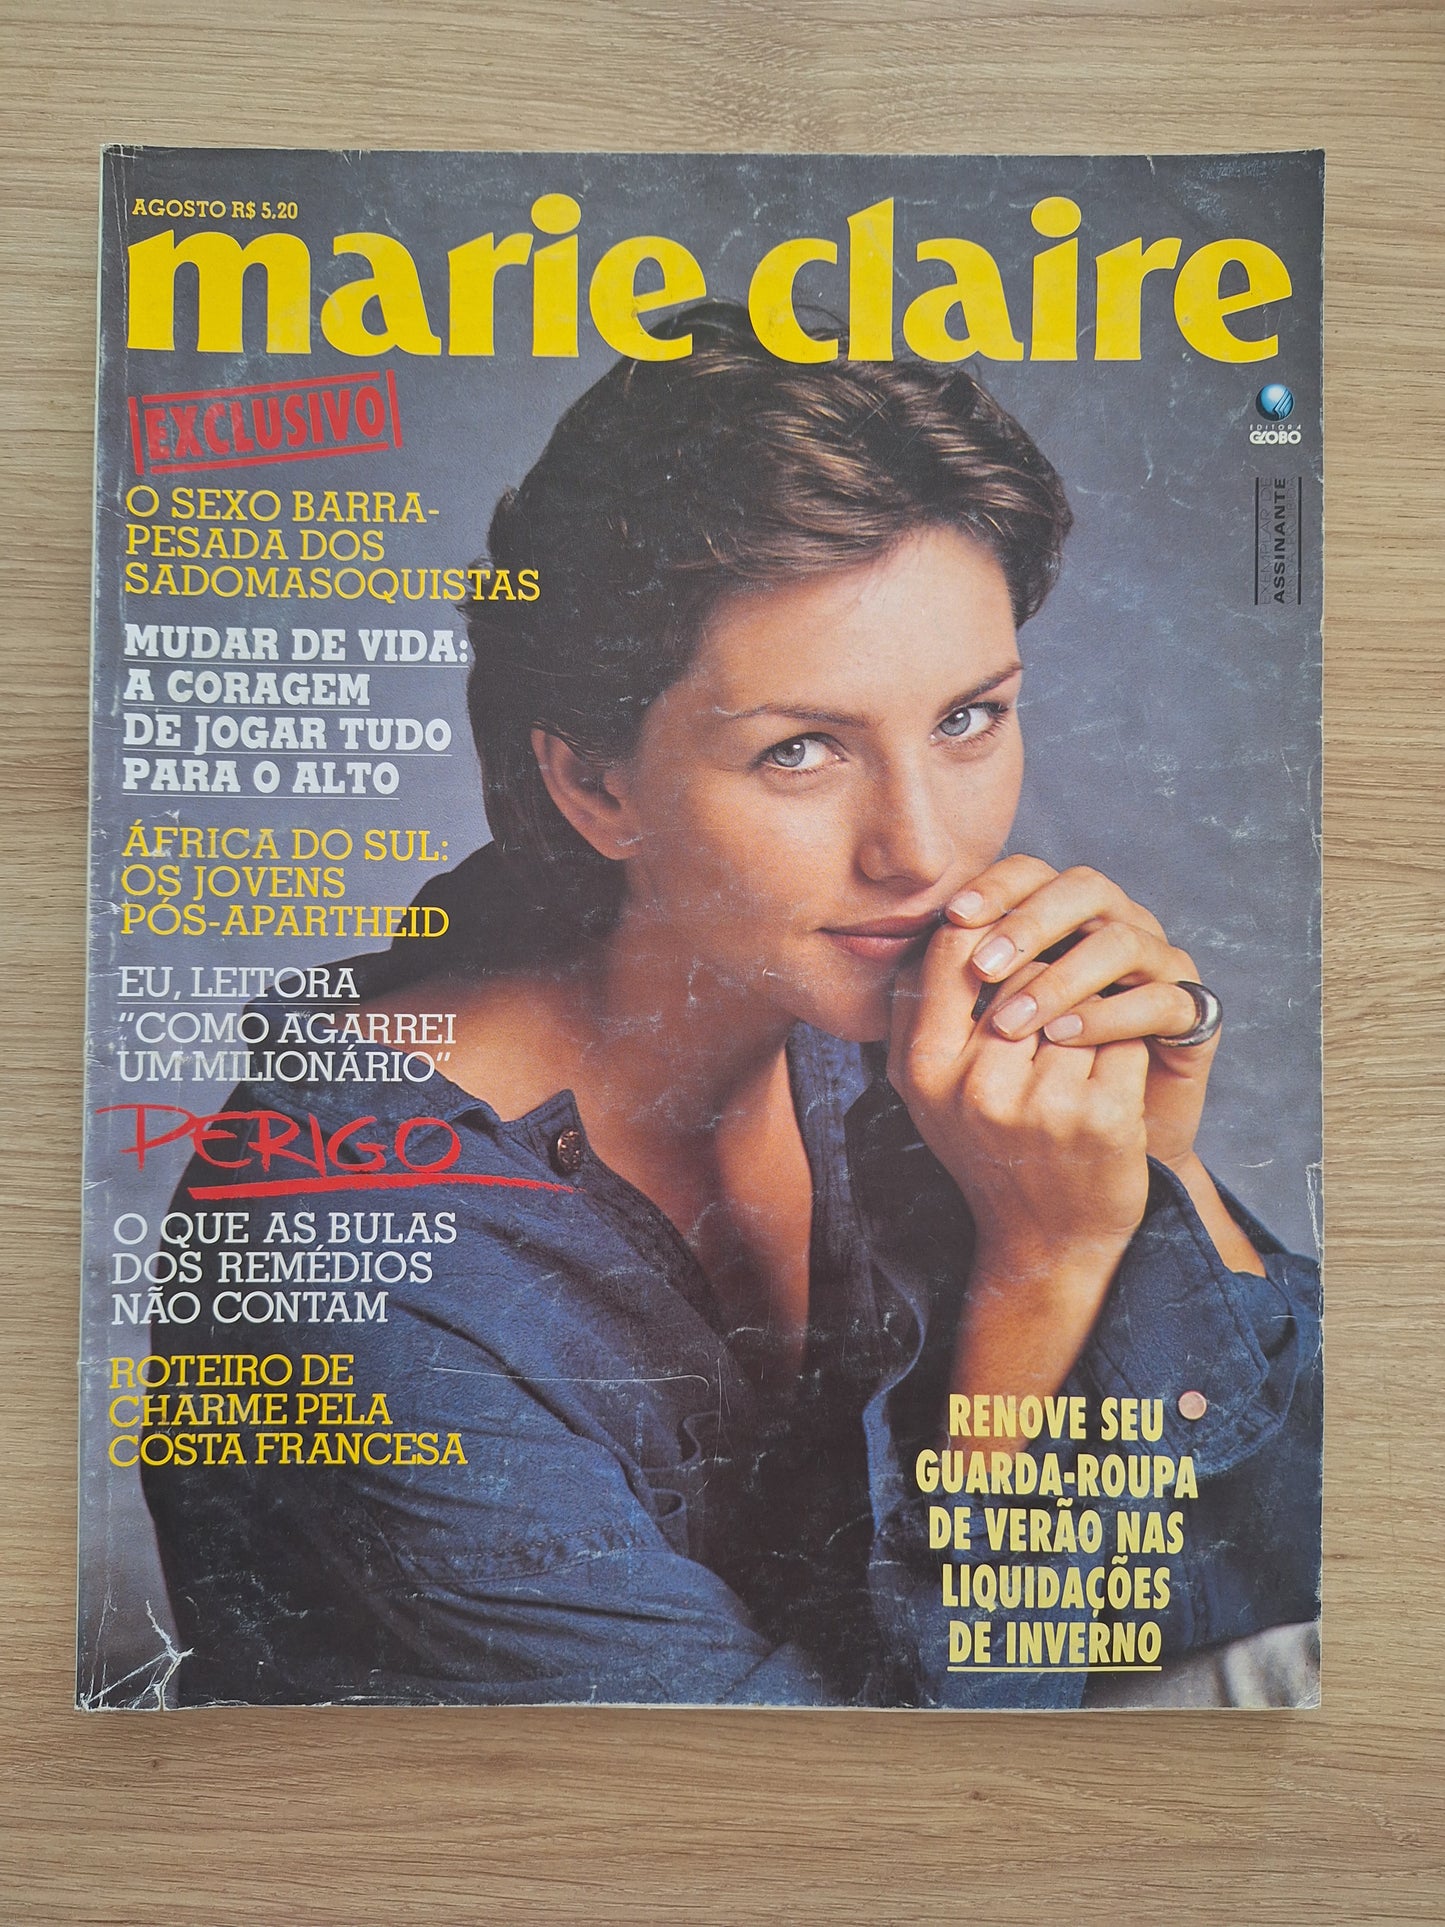 AGOSTO R$ 5,20
marie claire
EXCLUSIVO
EDITORA
GLOBO
EXEMPLAR DE
ASSINANTE
VENDA PROIBIDA
O SEXO BARRA-
PESADA DOS
SADOMASOQUISTAS
MUDAR DE VIDA:
A CORAGEM
DE JOGAR TUDO
PARA O ALTO
ÁFRICA DO SUL:
OS JOVENS
PÓS-APARTHEID
EU, LEITORA
"COMO AGARREI
UM MILIONÁRIO"
PERIGO
O QUE AS BULAS
DOS REMÉDIOS
NÃO CONTAM
ROTEIRO DE
CHARME PELA
COSTA FRANCESA
RENOVE SEU
GUARDA-ROUPA
DE VERÃO NAS
LIQUIDAÇÕES
DE INVERNO